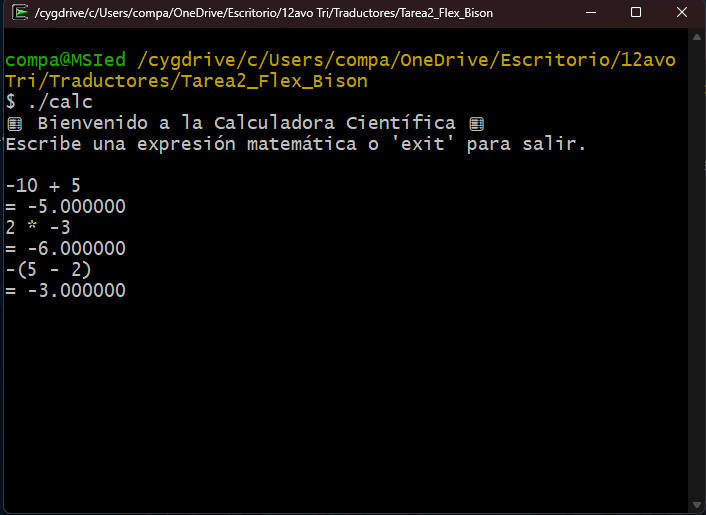 /cygdrive/c/Users/compa/OneDrive/Escritorio/12avo Tri/Traductores/Tarea2_Flex_Bison
compa@MSIed /cygdrive/c/Users/compa/OneDrive/Escritorio/12avo
Tri/Traductores/Tarea2_Flex_Bison
$ ./calc
🧮 Bienvenido a la Calculadora Científica 🧮
Escribe una expresión matemática o 'exit' para salir.
-10 + 5
= -5.000000
2 * -3
= -6.000000
-(5 - 2)
= -3.000000